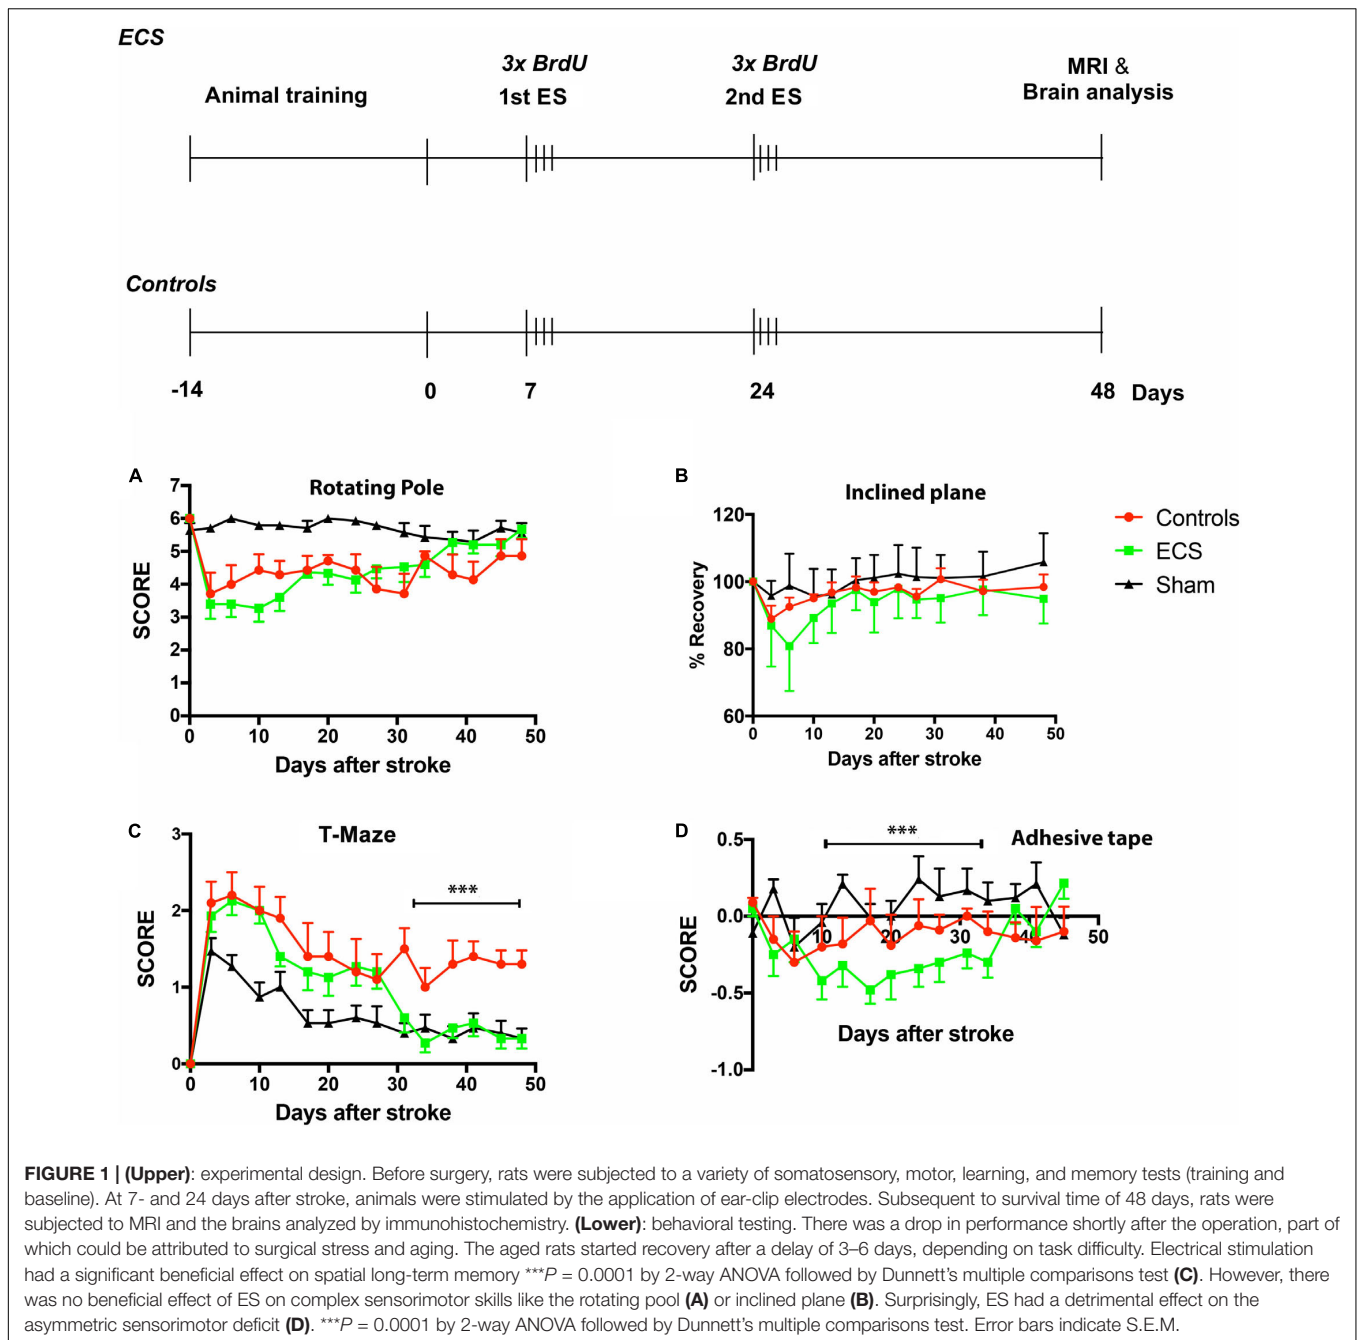 ECS
3x BrdU 3x BrdU
MRI &
Animal training 1st ES 2nd ES Brain analysis
Controls
-14 0 7 24 48 Days
A
Rotating Pole
7
6
5
4
3
2
1
0
SCORE
0 10 20 30 40 50
Days after stroke
B
Inclined plane
120
100
80
60
% Recovery
0 10 20 30 40 50
Days after stroke
Controls
ECS
Sham
C
T-Maze
3
2
1
0
SCORE
***
0 10 20 30 40 50
Days after stroke
D
Adhesive tape
***
0.5
0.0
-0.5
-1.0
SCORE
10 20 30 40 50
Days after stroke
FIGURE 1 | (Upper): experimental design. Before surgery, rats were subjected to a variety of somatosensory, motor, learning, and memory tests (training and
baseline). At 7- and 24 days after stroke, animals were stimulated by the application of ear-clip electrodes. Subsequent to survival time of 48 days, rats were
subjected to MRI and the brains analyzed by immunohistochemistry. (Lower): behavioral testing. There was a drop in performance shortly after the operation, part of
which could be attributed to surgical stress and aging. The aged rats started recovery after a delay of 3–6 days, depending on task difficulty. Electrical stimulation
had a significant beneficial effect on spatial long-term memory ***P = 0.0001 by 2-way ANOVA followed by Dunnett's multiple comparisons test (C). However, there
was no beneficial effect of ES on complex sensorimotor skills like the rotating pool (A) or inclined plane (B). Surprisingly, ES had a detrimental effect on the
asymmetric sensorimotor deficit (D). ***P = 0.0001 by 2-way ANOVA followed by Dunnett's multiple comparisons test. Error bars indicate S.E.M.